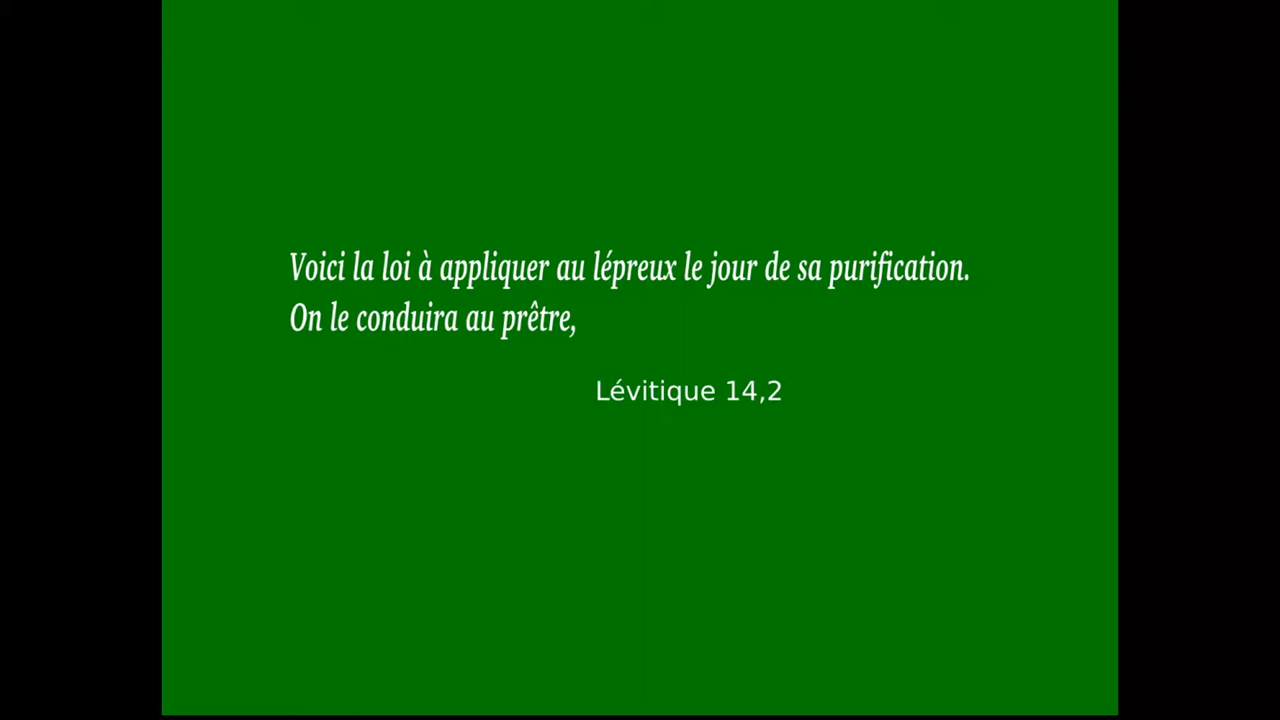 Voici la loi à appliquer au lépreux le jour de sa purification.
On le conduira au prêtre,
Lévitique 14,2